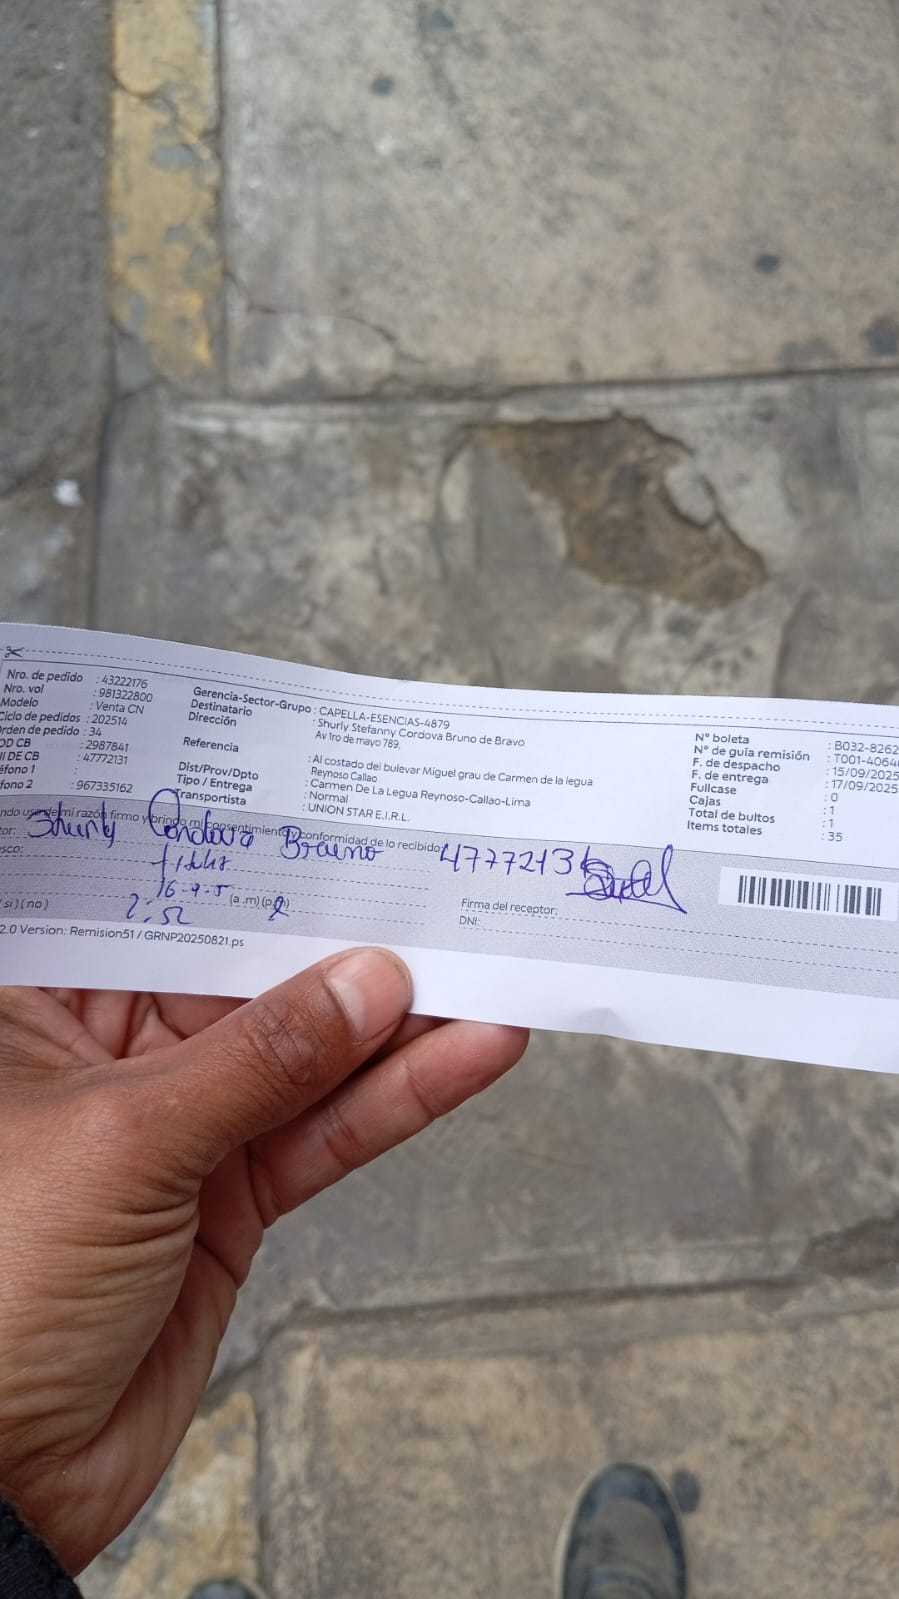 Nro. de pedido : 43222176
Nro. vol : 981322800
Modelo : Venta CN
Ciclo de pedidos : 202514
rden de pedido : 34
OD CB : 2987841
I DE CB : 47772131
éfono 1 :
fono 2 : 967335162
Gerencia-Sector-Grupo : CAPELLA-ESENCIAS-4879
Destinatario : Shurly Stefanny Cordova Bruno de Bravo
Dirección Av 1ro de mayo 789,
Referencia : Al costado del bulevar Miguel grau de Carmen de la legua
Reynoso Callao
Dist/Prov/Dpto : Carmen De La Legua Reynoso-Callao-Lima
Tipo / Entrega : Normal
Transportista : UNION STAR E.I.R.L.
N° boleta : B032-8262
N° de guía remisión : T001-4064
F. de despacho : 15/09/2025
F. de entrega : 17/09/2025
Fullcase : 0
Cajas : 1
Total de bultos : 1
Items totales : 35
ndo uso de mi razón firmo y brindo mi consentimiento y conformidad de lo recibido
tor: Shurly Cordova Bruno 4777213
esco:
16-9-5
( si ) ( no ) 2:52 (a .m) (p.m)
Firma del receptor:
DNI:
2.0 Version: Remision51 / GRNP20250821.ps